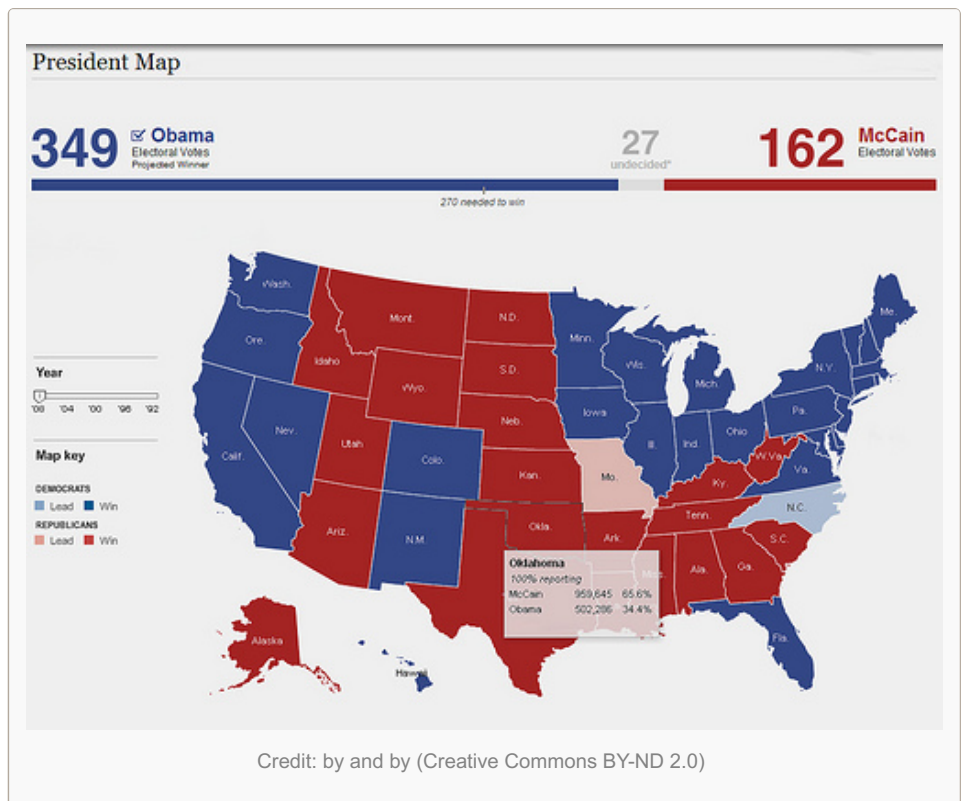 President Map
349
Obama
Electoral Votes
Projected Winner
27
undecided*
162
McCain
Electoral Votes
270 needed to win
Year
'08 '04 '00 '96 '92
Map key
DEMOCRATS
Lead Win
REPUBLICANS
Lead Win
Wash.
Ore.
Calif.
Nev.
Idaho
Mont.
Wyo.
Utah
Colo.
Ariz.
N.M.
N.D.
S.D.
Neb.
Kan.
Okla.
Minn.
Iowa
Mo.
Ark.
Wis.
Ill.
Mich.
Ind.
Ohio
Ky.
Tenn.
Miss.
Ala.
Ga.
Fla.
S.C.
N.C.
Va.
W.Va.
Pa.
N.Y.
Me.
Alaska
Hawaii
Oklahoma
100% reporting
McCain 959,645 65.6%
Obama 502,286 34.4%
Credit: by and by (Creative Commons BY-ND 2.0)